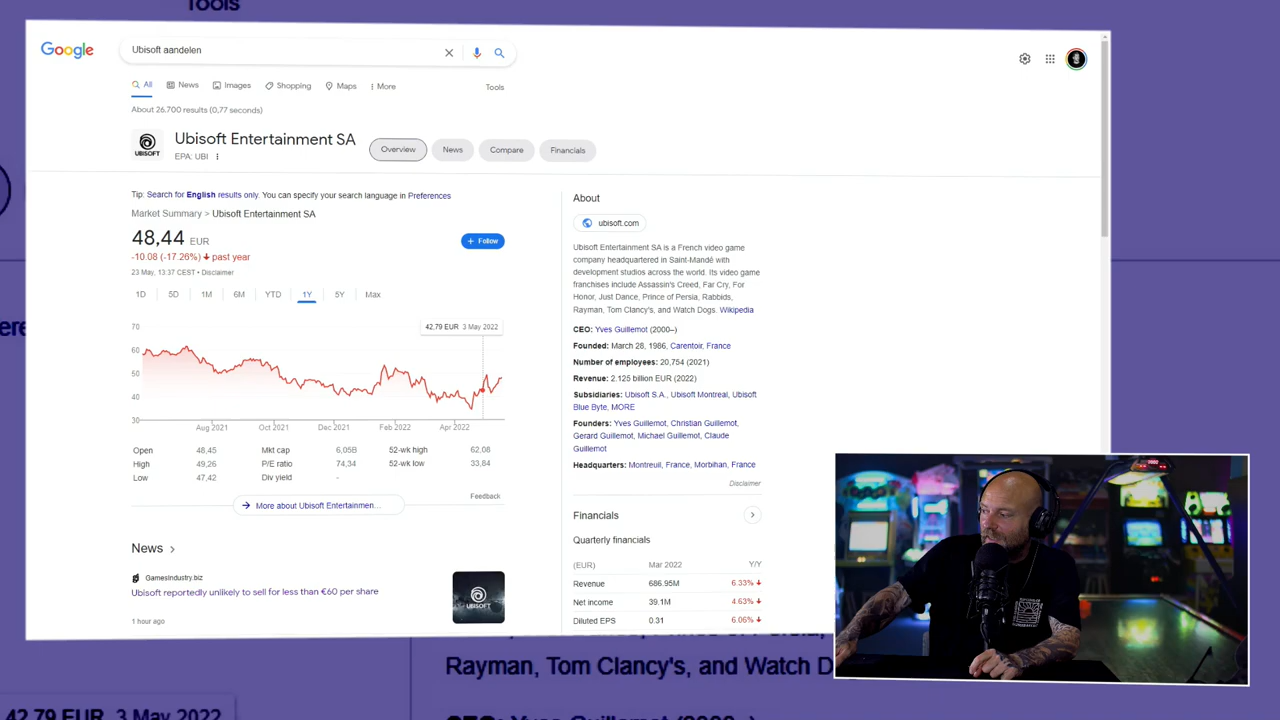 Tools
Google
Ubisoft aandelen
All
News
Images
Shopping
Maps
More
Tools
About 26.700 results (0,77 seconds)
UBISOFT
Ubisoft Entertainment SA
EPA: UBI
Overview
News
Compare
Financials
Tip: Search for English results only. You can specify your search language in Preferences
Market Summary > Ubisoft Entertainment SA
48,44 EUR
-10.08 (-17.26%) past year
23 May, 13:37 CEST • Disclaimer
+ Follow
1D
5D
1M
6M
YTD
1Y
5Y
Max
42,79 EUR 3 May 2022
70
60
50
40
30
Aug 2021
Oct 2021
Dec 2021
Feb 2022
Apr 2022
Open 48,45 Mkt cap 6,05B 52-wk high 62,08
High 49,26 P/E ratio 74,34 52-wk low 33,84
Low 47,42 Div yield -
More about Ubisoft Entertainmen...
Feedback
News
GamesIndustry.biz
Ubisoft reportedly unlikely to sell for less than €60 per share
1 hour ago
UBISOFT
About
ubisoft.com
Ubisoft Entertainment SA is a French video game
company headquartered in Saint-Mandé with
development studios across the world. Its video game
franchises include Assassin's Creed, Far Cry, For
Honor, Just Dance, Prince of Persia, Rabbids,
Rayman, Tom Clancy's, and Watch Dogs. Wikipedia
CEO: Yves Guillemot (2000–)
Founded: March 28, 1986, Carentoir, France
Number of employees: 20,754 (2021)
Revenue: 2.125 billion EUR (2022)
Subsidiaries: Ubisoft S.A., Ubisoft Montreal, Ubisoft
Blue Byte, MORE
Founders: Yves Guillemot, Christian Guillemot,
Gerard Guillemot, Michael Guillemot, Claude
Guillemot
Headquarters: Montreuil, France, Morbihan, France
Disclaimer
Financials
Quarterly financials
(EUR) Mar 2022 Y/Y
Revenue 686.95M 6.33%
Net income 39.1M 4.63%
Diluted EPS 0.31 6.06%
Rayman, Tom Clancy's, and Watch D
42,79 EUR 3 May 2022